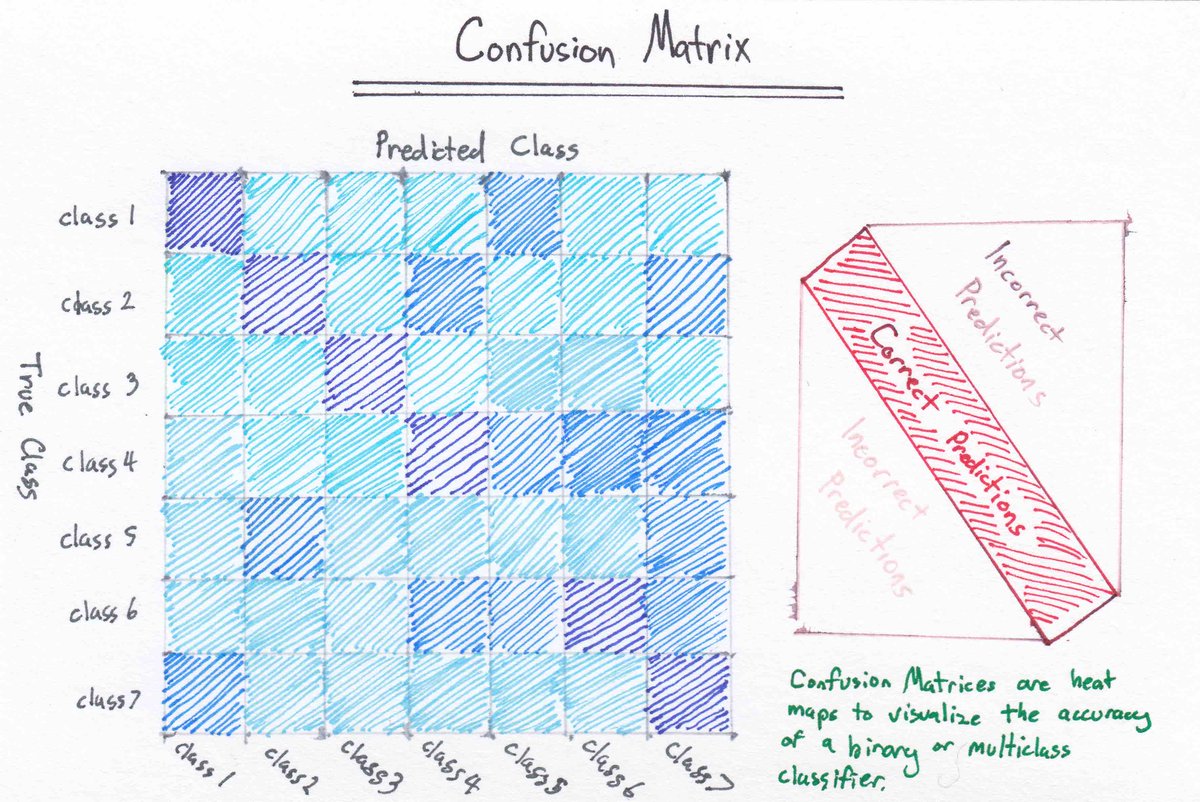 Confusion Matrix
Predicted Class
True Class
class 1
class 2
class 3
class 4
class 5
class 6
class 7
class 1
class 2
class 3
class 4
class 5
class 6
class 7
Incorrect
Predictions
Correct Predictions
Incorrect
Predictions
Confusion Matrices are heat
maps to visualize the accuracy
of a binary or multiclass
classifier.